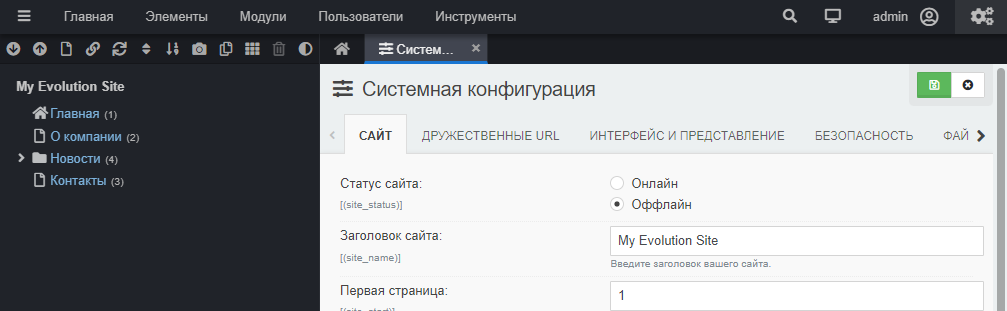 Главная Элементы Модули Пользователи Инструменты admin
Систем...
My Evolution Site
Главная (1)
О компании (2)
Новости (4)
Контакты (3)
Системная конфигурация
САЙТ ДРУЖЕСТВЕННЫЕ URL ИНТЕРФЕЙС И ПРЕДСТАВЛЕНИЕ БЕЗОПАСНОСТЬ ФАЙ
Статус сайта: Онлайн
[(site_status)] Оффлайн
Заголовок сайта: My Evolution Site
[(site_name)] Введите заголовок вашего сайта.
Первая страница: 1
[(site_start)]